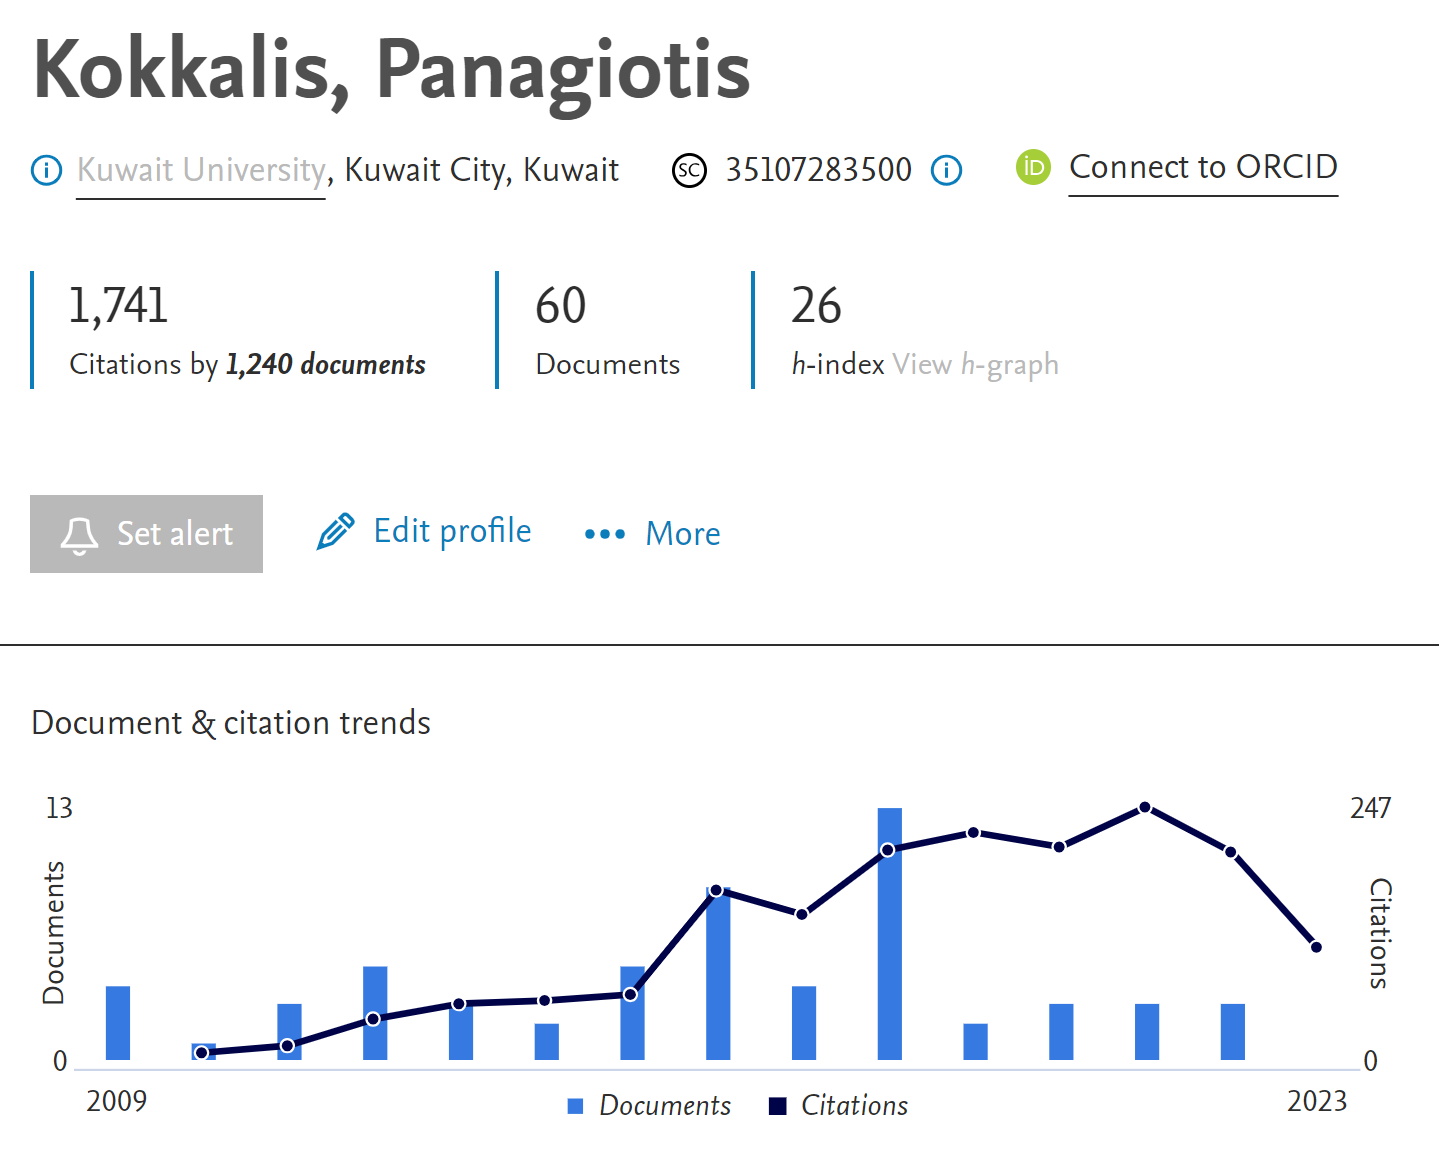 Kokkalis, Panagiotis
Kuwait University, Kuwait City, Kuwait SC 35107283500 iD Connect to ORCID
1,741 60 26
Citations by 1,240 documents Documents h-index View h-graph
Set alert Edit profile More
Document & citation trends
13 247
Documents Citations
0 0
2009 2023
Documents Citations